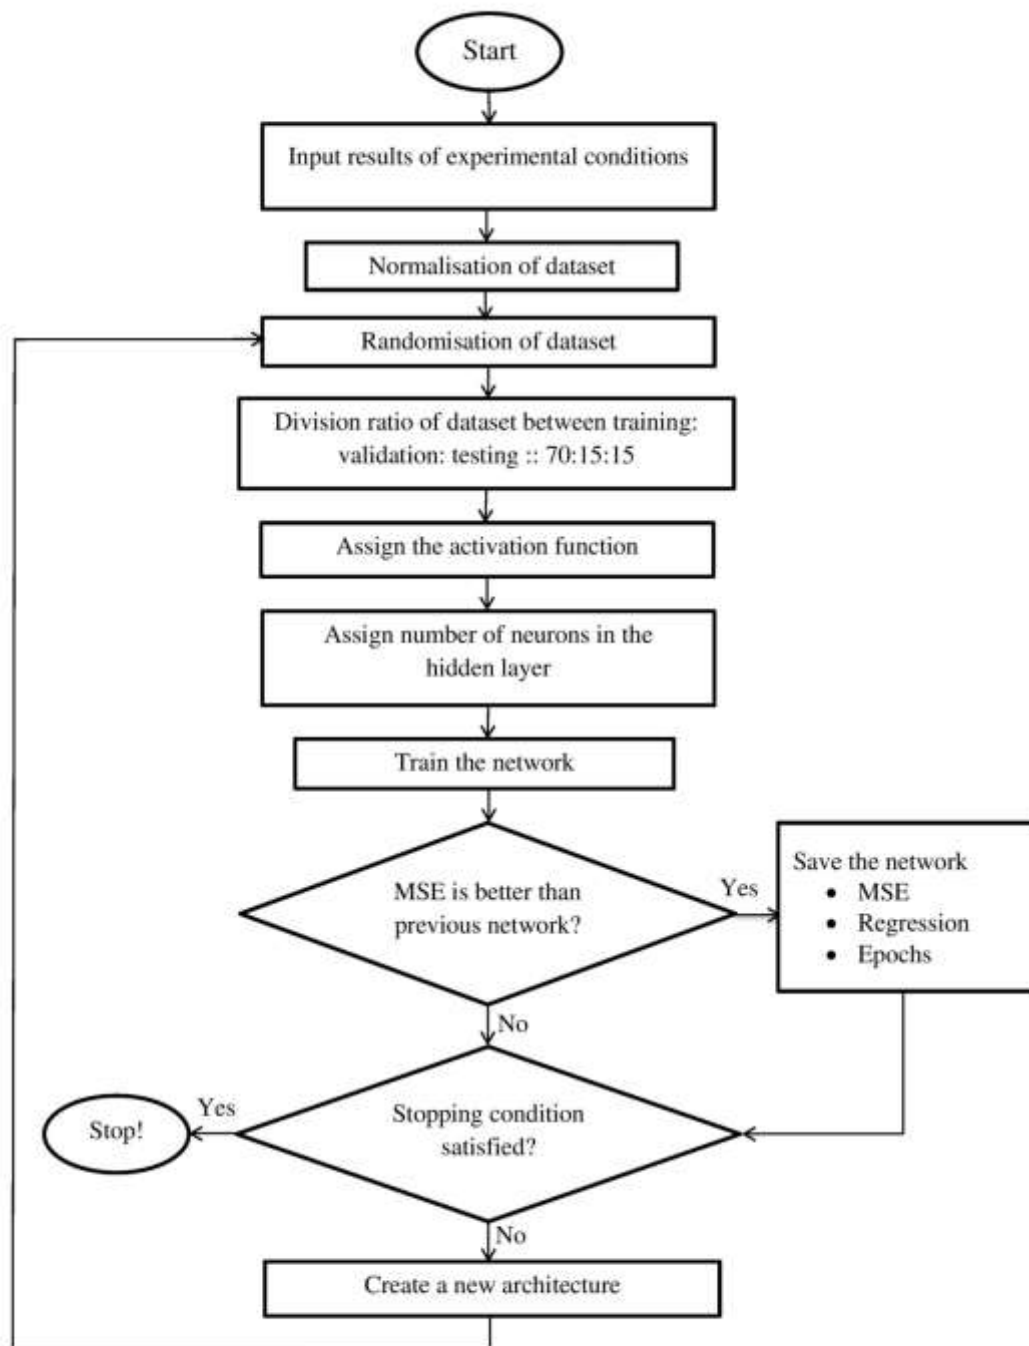 Start
Input results of experimental conditions
Normalisation of dataset
Randomisation of dataset
Division ratio of dataset between training:
validation: testing :: 70:15:15
Assign the activation function
Assign number of neurons in the
hidden layer
Train the network
MSE is better than
previous network?
Yes
Save the network
• MSE
• Regression
• Epochs
No
Stopping condition
satisfied?
Yes
Stop!
No
Create a new architecture